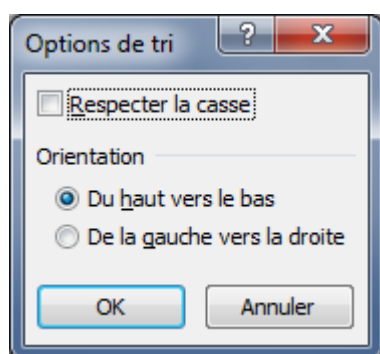 Options de tri
Respecter la casse
Orientation
Du haut vers le bas
De la gauche vers la droite
OK Annuler